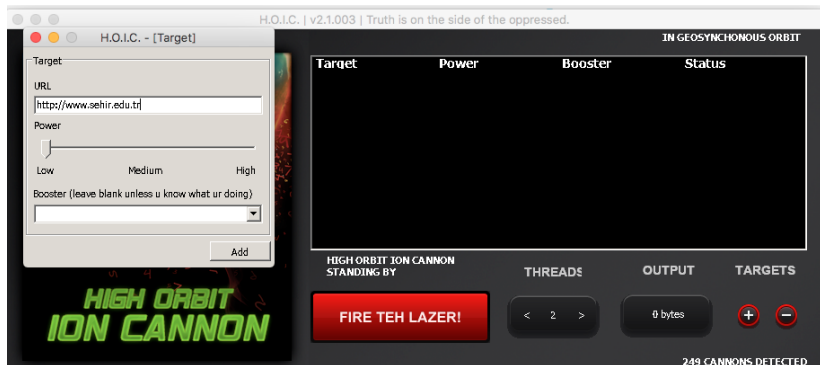 H.O.I.C. | v2.1.003 | Truth is on the side of the oppressed.
H.O.I.C. - [Target]
Target
URL
http://www.sehir.edu.tr
Power
Low Medium High
Booster (leave blank unless u know what ur doing)
Add
HIGH ORBIT
ION CANNON
IN GEOSYNCHONOUS ORBIT
Target Power Booster Status
HIGH ORBIT ION CANNON
STANDING BY
THREADS OUTPUT TARGETS
FIRE TEH LAZER!
< 2 >
0 bytes
+ −
249 CANNONS DETECTED